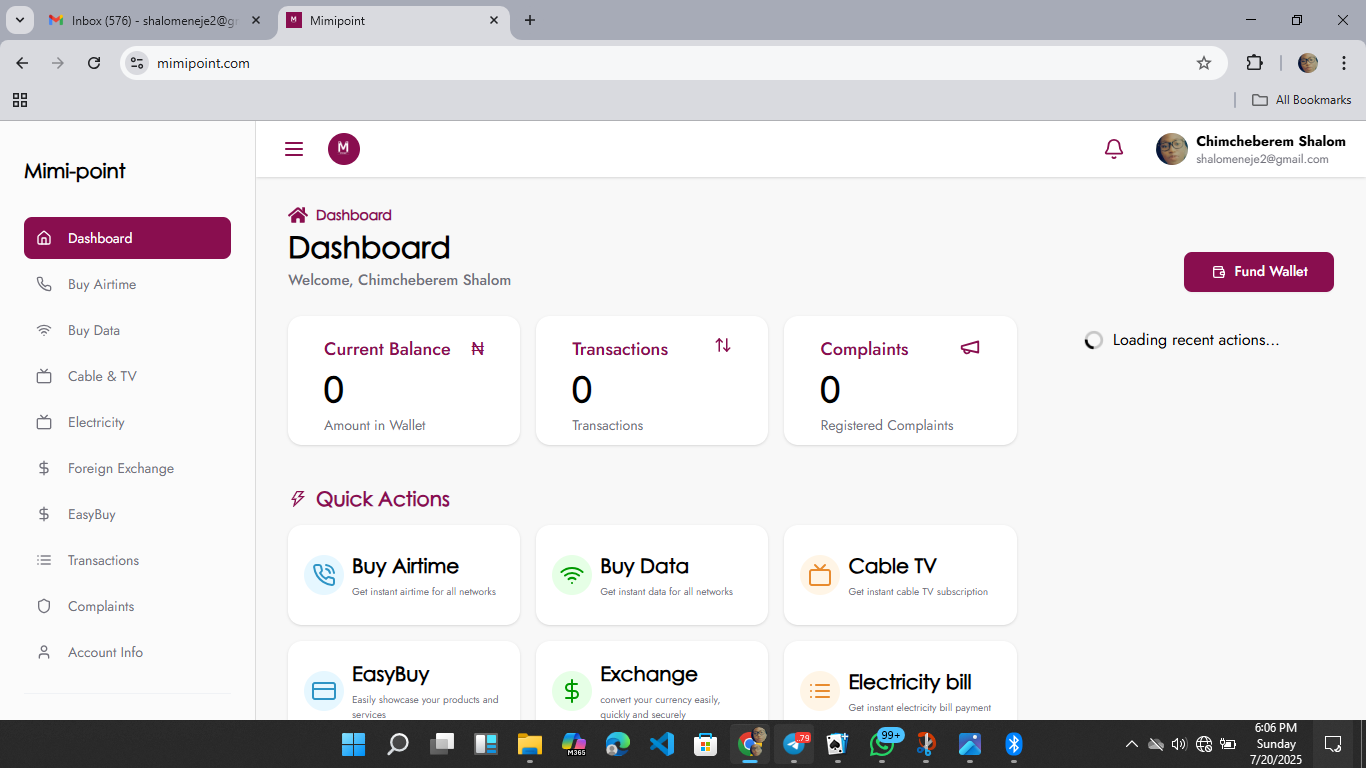 Inbox (576) - shalomeneje2@gr
Mimipoint
mimipoint.com
All Bookmarks
Mimi-point
M
Chimcheberem Shalom
shalomeneje2@gmail.com
Dashboard
Buy Airtime
Buy Data
Cable & TV
Electricity
Foreign Exchange
EasyBuy
Transactions
Complaints
Account Info
Dashboard
Dashboard
Welcome, Chimcheberem Shalom
Fund Wallet
Current Balance ₦
0
Amount in Wallet
Transactions
0
Transactions
Complaints
0
Registered Complaints
Loading recent actions...
Quick Actions
Buy Airtime
Get instant airtime for all networks
Buy Data
Get instant data for all networks
Cable TV
Get instant cable TV subscription
EasyBuy
Easily showcase your products and
services
Exchange
convert your currency easily,
quickly and securely
Electricity bill
Get instant electricity bill payment
M365
.79
99+
6:06 PM
Sunday
7/20/2025